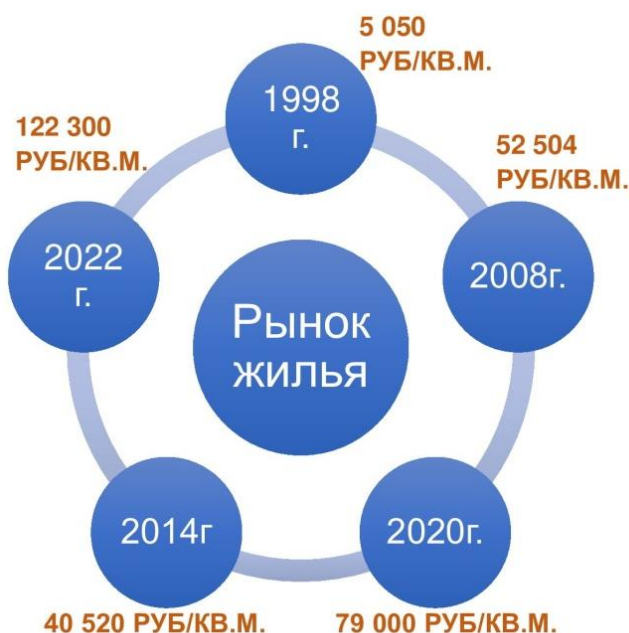 5 050
РУБ/КВ.М.
1998
г.
122 300
РУБ/КВ.М.
52 504
РУБ/КВ.М.
2022
г.
2008г.
Рынок
жилья
2014г
2020г.
40 520 РУБ/КВ.М.
79 000 РУБ/КВ.М.